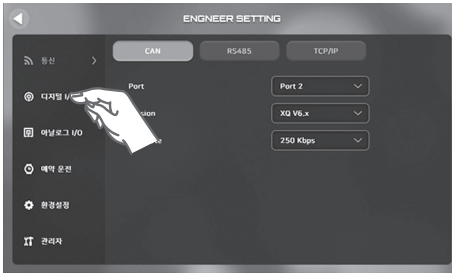 ENGNEER SETTING
CAN
RS485
TCP/IP
통신
Port
Port 2
디지털 I/
XQ V6.x
아날로그 I/O
250 Kbps
예약 운전
환경설정
관리자